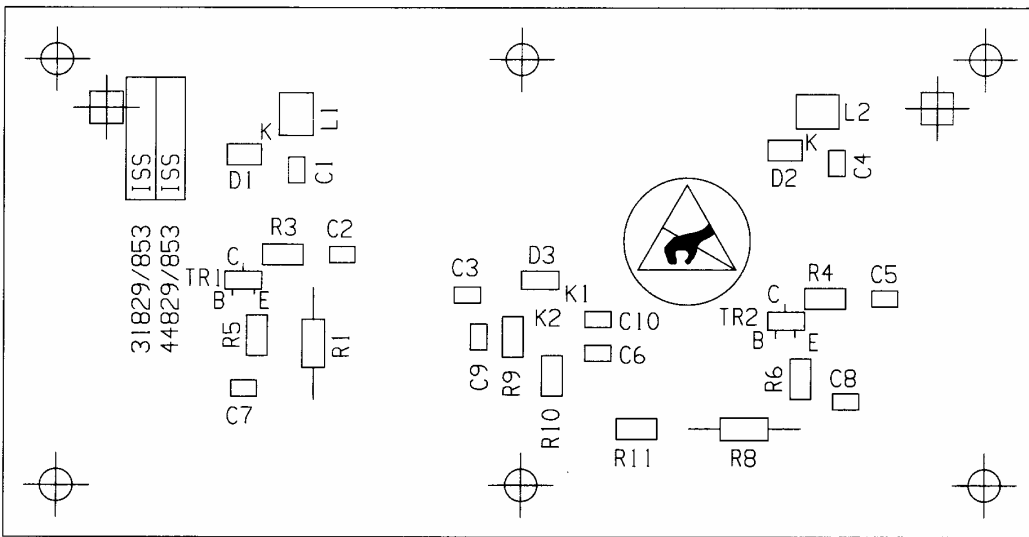 ISS
ISS
31829/853
44829/853
K
L1
D1
C1
R3
C2
C
TR1
B
E
R5
R1
C7
C3
D3
K1
K2
C10
C9
R9
C6
R10
R11
R8
L2
K
D2
C4
C
R4
C5
TR2
B
E
R6
C8